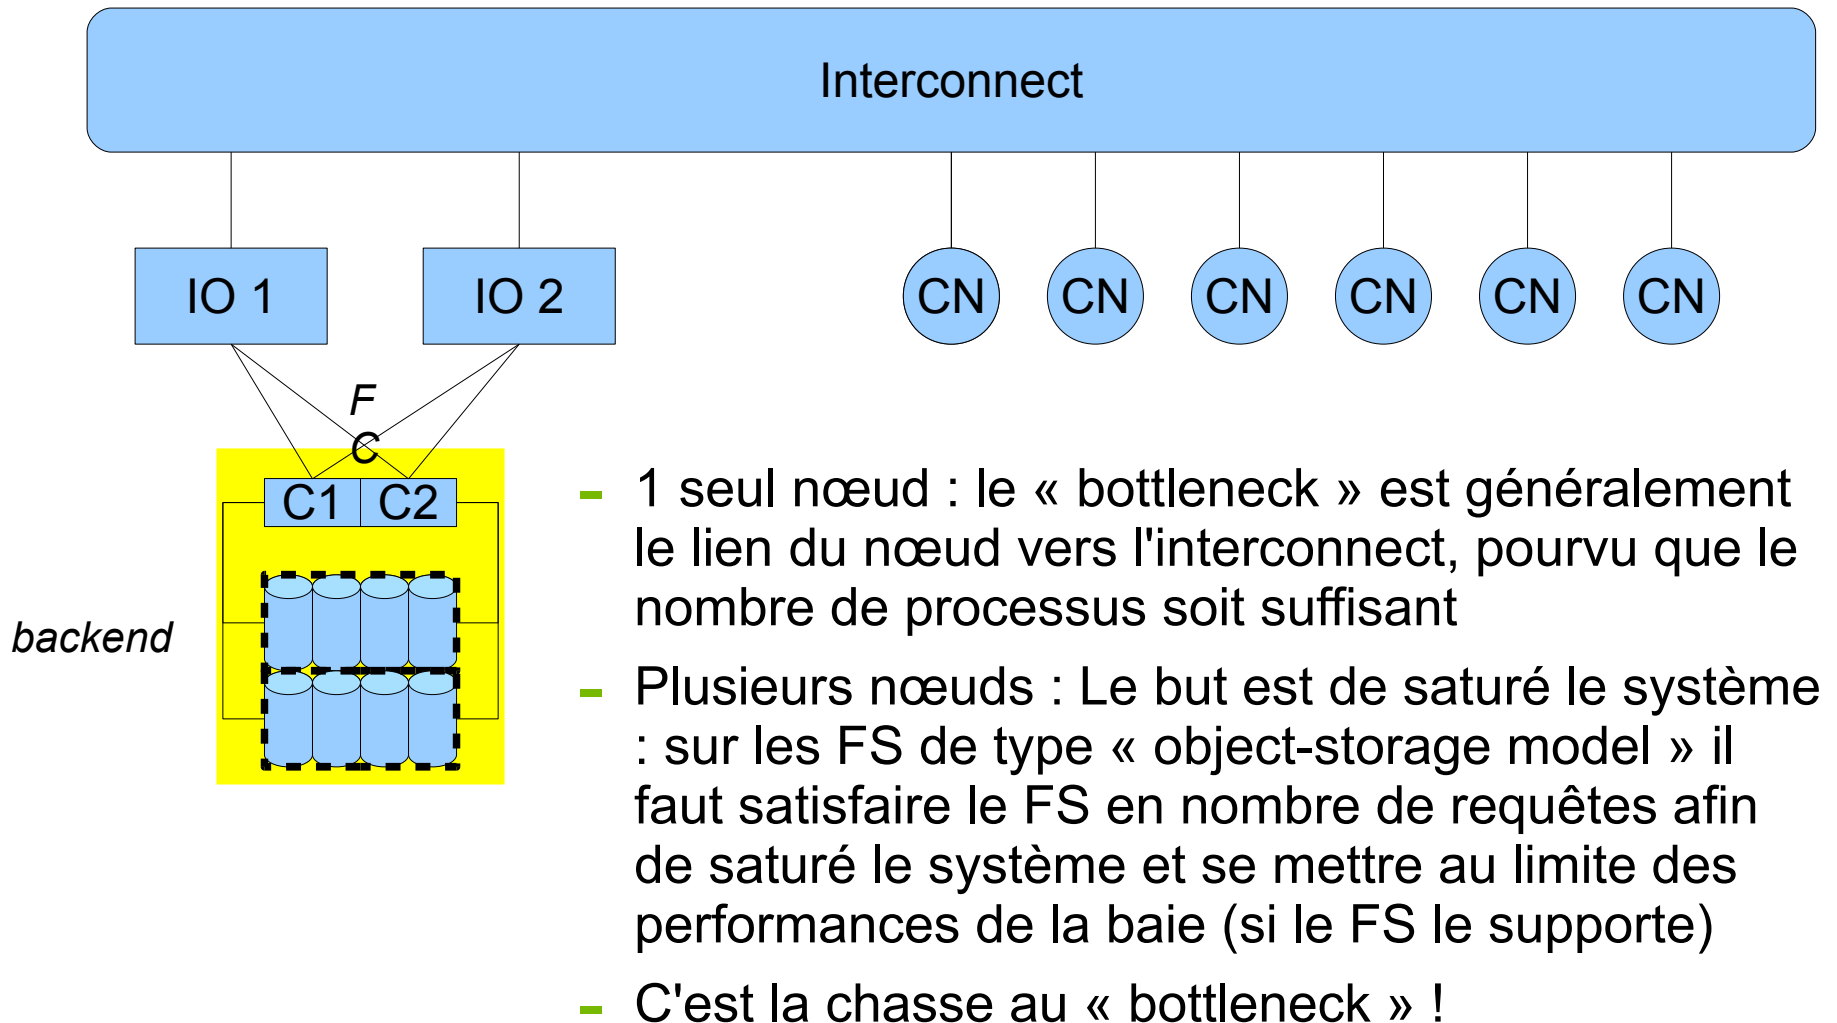 Interconnect
IO 1
IO 2
CN
CN
CN
CN
CN
CN
F
C
C1
C2
backend
- 1 seul nœud : le « bottleneck » est généralement
le lien du nœud vers l'interconnect, pourvu que le
nombre de processus soit suffisant
- Plusieurs nœuds : Le but est de saturé le système
: sur les FS de type « object-storage model » il
faut satisfaire le FS en nombre de requêtes afin
de saturé le système et se mettre au limite des
performances de la baie (si le FS le supporte)
- C'est la chasse au « bottleneck » !